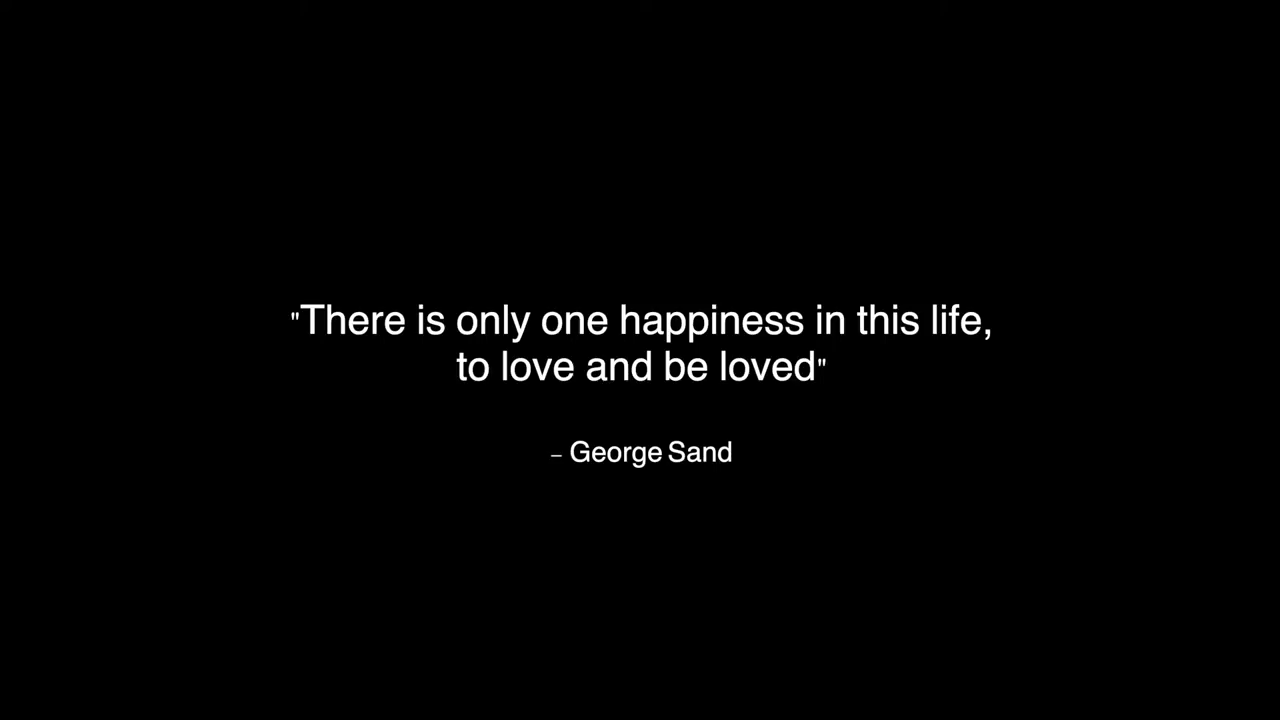 "There is only one happiness in this life,
to love and be loved"
– George Sand